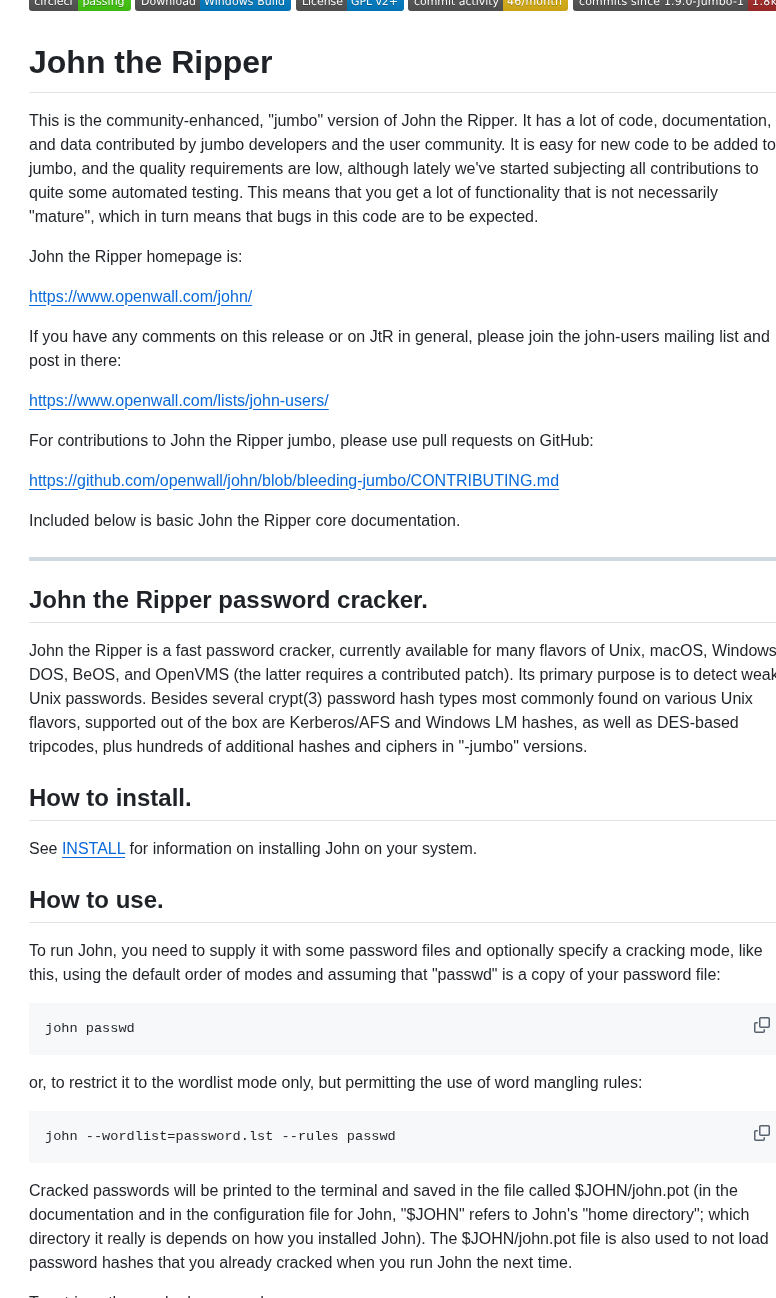 circleci passing Download Windows Build License GPL v2+ commit activity 46/month commits since 1.9.0-Jumbo-1 1.8k
John the Ripper
This is the community-enhanced, "jumbo" version of John the Ripper. It has a lot of code, documentation,
and data contributed by jumbo developers and the user community. It is easy for new code to be added to
jumbo, and the quality requirements are low, although lately we've started subjecting all contributions to
quite some automated testing. This means that you get a lot of functionality that is not necessarily
"mature", which in turn means that bugs in this code are to be expected.
John the Ripper homepage is:
https://www.openwall.com/john/
If you have any comments on this release or on JtR in general, please join the john-users mailing list and
post in there:
https://www.openwall.com/lists/john-users/
For contributions to John the Ripper jumbo, please use pull requests on GitHub:
https://github.com/openwall/john/blob/bleeding-jumbo/CONTRIBUTING.md
Included below is basic John the Ripper core documentation.
John the Ripper password cracker.
John the Ripper is a fast password cracker, currently available for many flavors of Unix, macOS, Windows
DOS, BeOS, and OpenVMS (the latter requires a contributed patch). Its primary purpose is to detect weak
Unix passwords. Besides several crypt(3) password hash types most commonly found on various Unix
flavors, supported out of the box are Kerberos/AFS and Windows LM hashes, as well as DES-based
tripcodes, plus hundreds of additional hashes and ciphers in "-jumbo" versions.
How to install.
See INSTALL for information on installing John on your system.
How to use.
To run John, you need to supply it with some password files and optionally specify a cracking mode, like
this, using the default order of modes and assuming that "passwd" is a copy of your password file:
john passwd
or, to restrict it to the wordlist mode only, but permitting the use of word mangling rules:
john --wordlist=password.lst --rules passwd
Cracked passwords will be printed to the terminal and saved in the file called $JOHN/john.pot (in the
documentation and in the configuration file for John, "$JOHN" refers to John's "home directory"; which
directory it really is depends on how you installed John). The $JOHN/john.pot file is also used to not load
password hashes that you already cracked when you run John the next time.